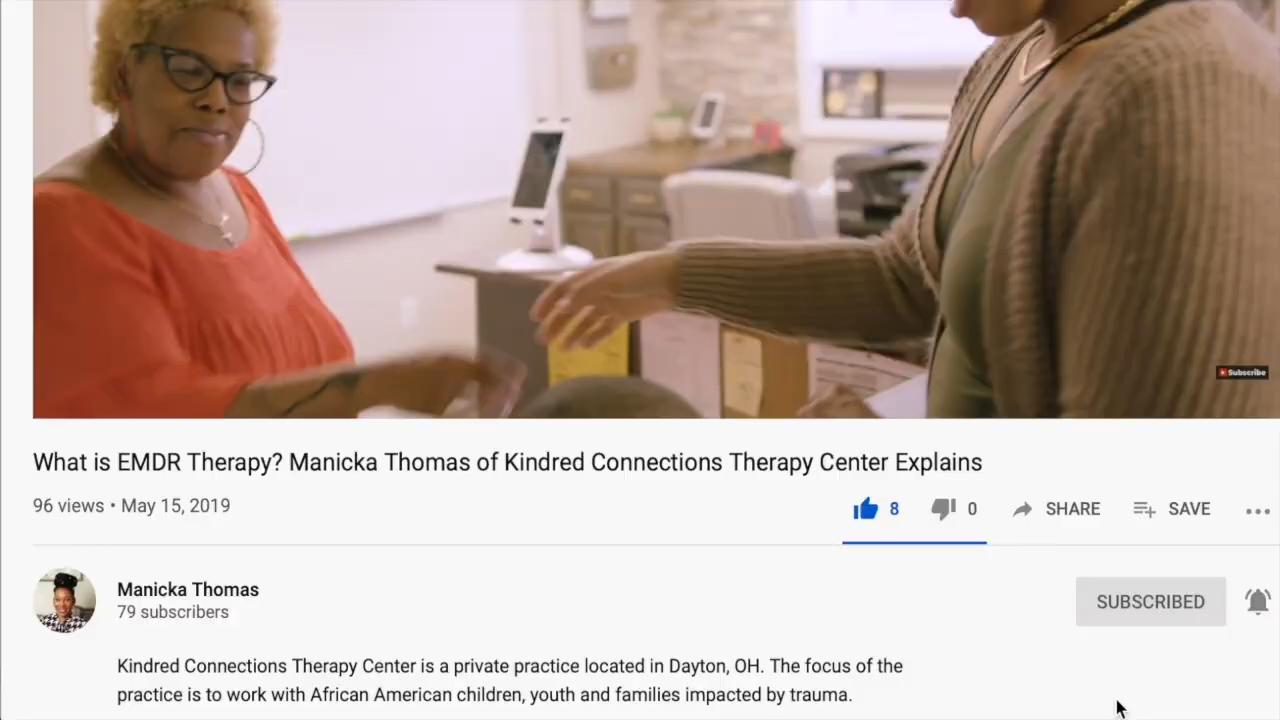 Subscribe
What is EMDR Therapy? Manicka Thomas of Kindred Connections Therapy Center Explains
96 views • May 15, 2019
8 0 SHARE SAVE
Manicka Thomas
79 subscribers
SUBSCRIBED
Kindred Connections Therapy Center is a private practice located in Dayton, OH. The focus of the
practice is to work with African American children, youth and families impacted by trauma.